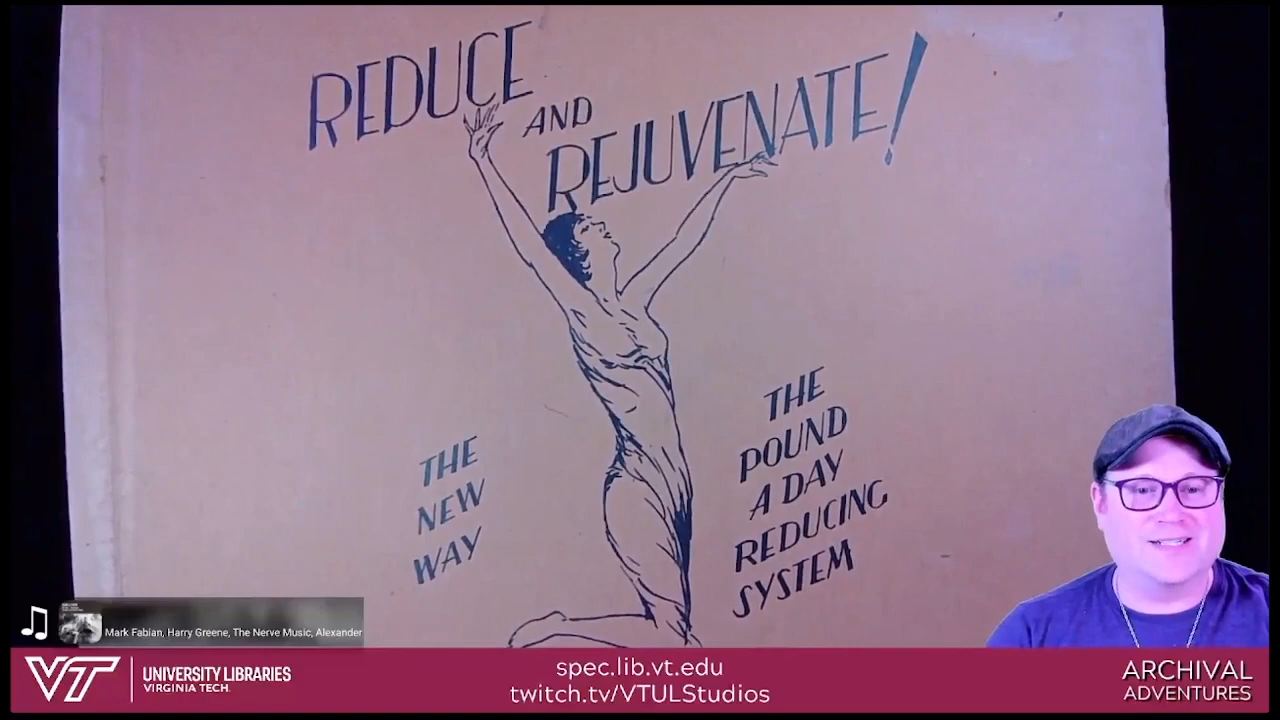 REDUCE
AND
REJUVENATE!
THE
NEW
WAY
THE
POUND
A DAY
REDUCING
SYSTEM
Mark Fabian, Harry Greene, The Nerve Music, Alexander
VT
UNIVERSITY LIBRARIES
VIRGINIA TECH.
spec.lib.vt.edu
twitch.tv/VTULStudios
ARCHIVAL
ADVENTURES